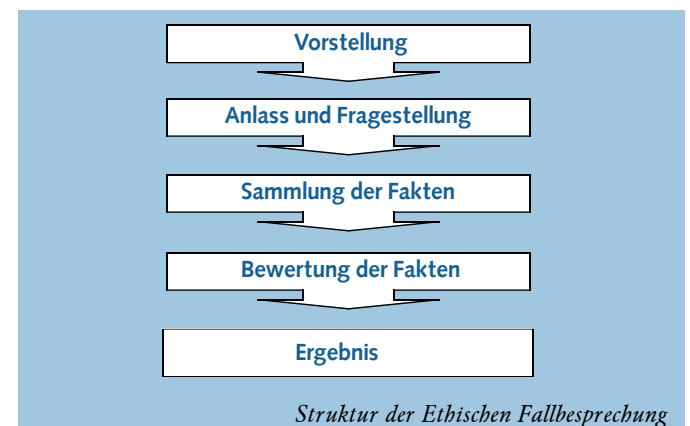 Vorstellung
Anlass und Fragestellung
Sammlung der Fakten
Bewertung der Fakten
Ergebnis
Struktur der Ethischen Fallbesprechung